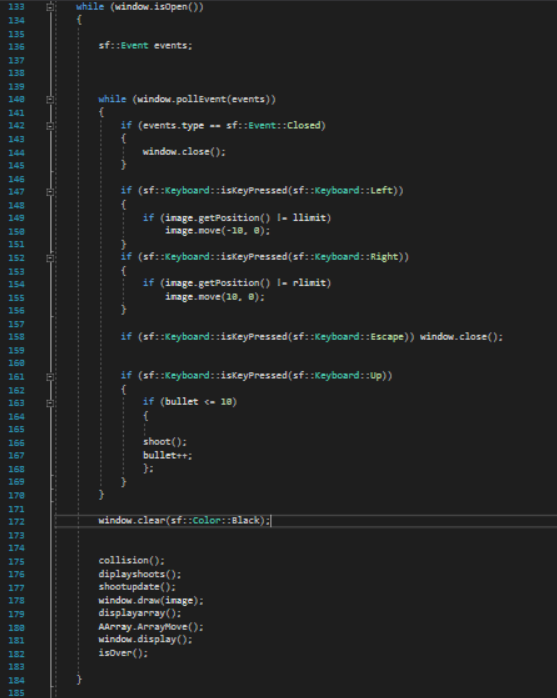 133 while (window.isOpen())
134 {
135
136 sf::Event events;
137
138
139
140 while (window.pollEvent(events))
141 {
142 if (events.type == sf::Event::Closed)
143 {
144 window.close();
145 }
146
147 if (sf::Keyboard::isKeyPressed(sf::Keyboard::Left))
148 {
149 if (image.getPosition() != llimit)
150 image.move(-10, 0);
151 }
152 if (sf::Keyboard::isKeyPressed(sf::Keyboard::Right))
153 {
154 if (image.getPosition() != rlimit)
155 image.move(10, 0);
156 }
157
158 if (sf::Keyboard::isKeyPressed(sf::Keyboard::Escape)) window.close();
159
160
161 if (sf::Keyboard::isKeyPressed(sf::Keyboard::Up))
162 {
163 if (bullet <= 10)
164 {
165
166 shoot();
167 bullet++;
168 };
169 }
170 }
171
172 window.clear(sf::Color::Black);
173
174
175 collision();
176 diplayshoots();
177 shootupdate();
178 window.draw(image);
179 displayarray();
180 AArray.ArrayMove();
181 window.display();
182 isOver();
183
184 }
185